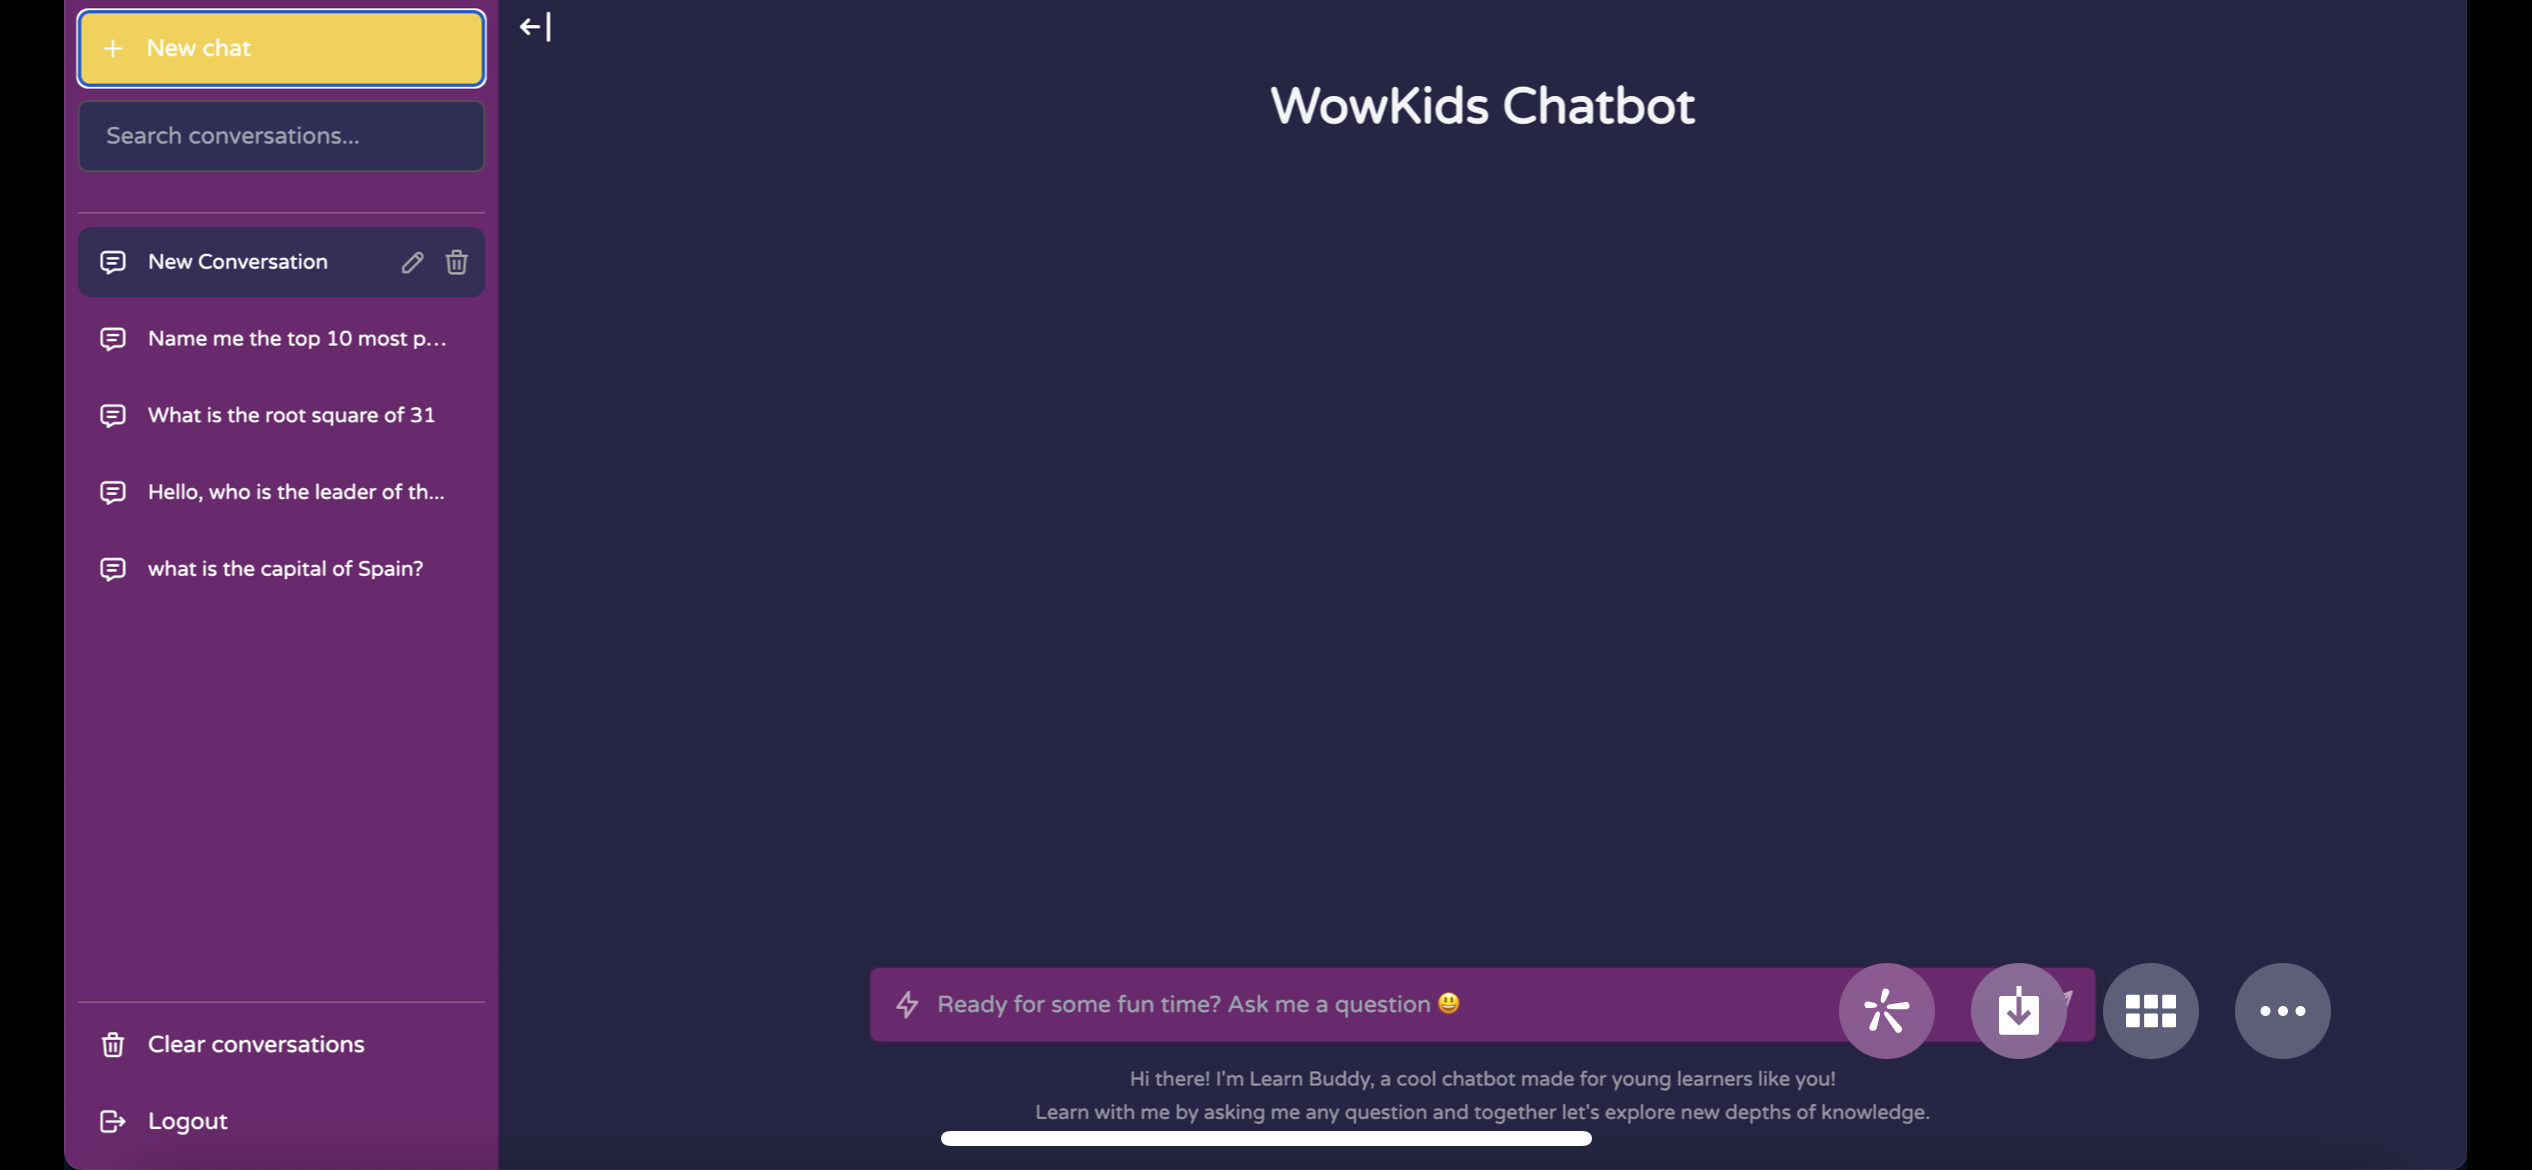 New chat
Search conversations...
New Conversation
Name me the top 10 most p...
What is the root square of 31
Hello, who is the leader of th...
what is the capital of Spain?
Clear conversations
Logout
WowKids Chatbot
Ready for some fun time? Ask me a question 😃
Hi there! I'm Learn Buddy, a cool chatbot made for young learners like you!
Learn with me by asking me any question and together let's explore new depths of knowledge.